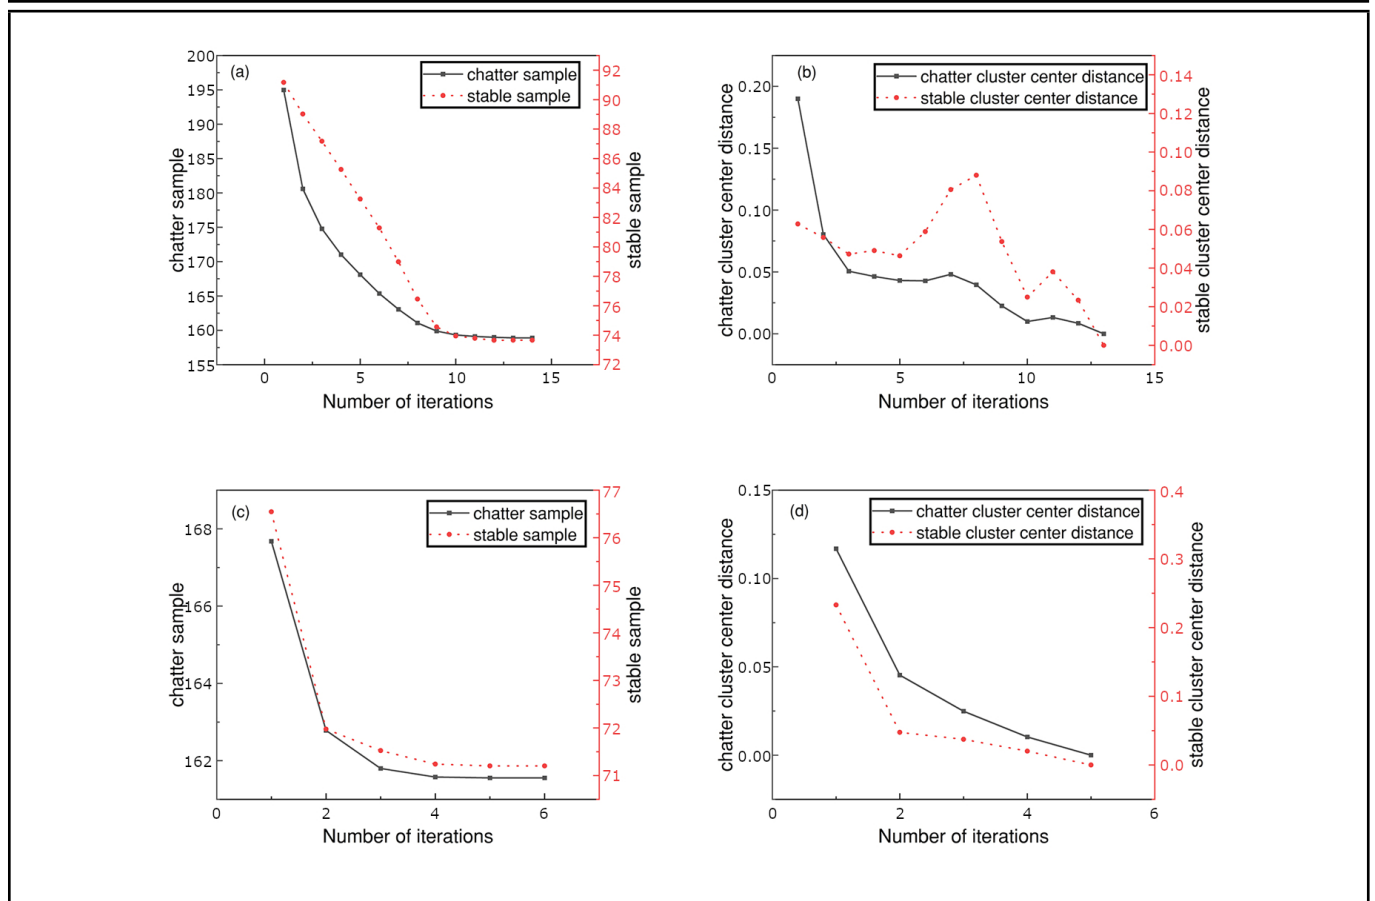 (a)
chatter sample
stable sample
200
195
190
185
180
175
170
165
160
155
chatter sample
92
90
88
86
84
82
80
78
76
74
72
stable sample
0 5 10 15
Number of iterations
(b)
chatter cluster center distance
stable cluster center distance
0.20
0.15
0.10
0.05
0.00
chatter cluster center distance
0.14
0.12
0.10
0.08
0.06
0.04
0.02
0.00
stable cluster center distance
0 5 10 15
Number of iterations
(c)
chatter sample
stable sample
168
166
164
162
chatter sample
77
76
75
74
73
72
71
stable sample
0 2 4 6
Number of iterations
(d)
chatter cluster center distance
stable cluster center distance
0.15
0.10
0.05
0.00
chatter cluster center distance
0.4
0.3
0.2
0.1
0.0
stable cluster center distance
0 2 4 6
Number of iterations